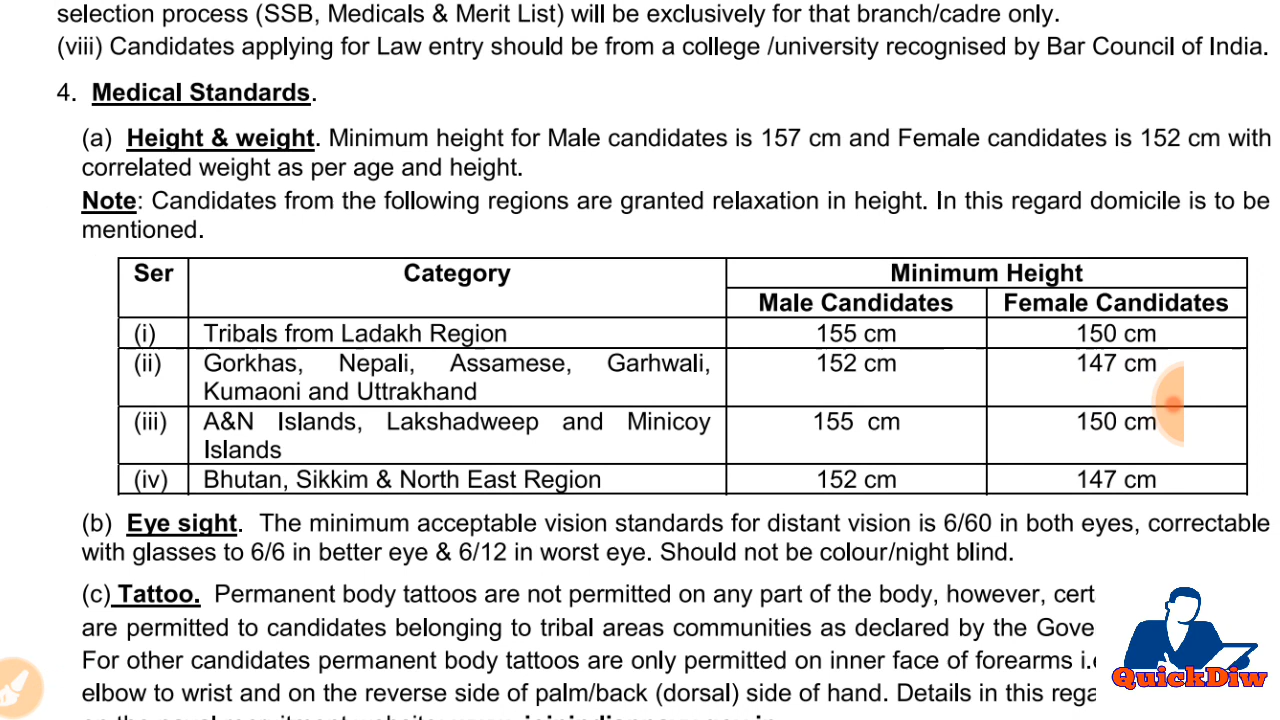 selection process (SSB, Medicals & Merit List) will be exclusively for that branch/cadre only.
(viii) Candidates applying for Law entry should be from a college /university recognised by Bar Council of India.
4. Medical Standards.
(a) Height & weight. Minimum height for Male candidates is 157 cm and Female candidates is 152 cm with
correlated weight as per age and height.
Note: Candidates from the following regions are granted relaxation in height. In this regard domicile is to be
mentioned.
Ser Category Minimum Height
Male Candidates Female Candidates
(i) Tribals from Ladakh Region 155 cm 150 cm
(ii) Gorkhas, Nepali, Assamese, Garhwali, 152 cm 147 cm
Kumaoni and Uttrakhand
(iii) A&N Islands, Lakshadweep and Minicoy 155 cm 150 cm
Islands
(iv) Bhutan, Sikkim & North East Region 152 cm 147 cm
(b) Eye sight. The minimum acceptable vision standards for distant vision is 6/60 in both eyes, correctable
with glasses to 6/6 in better eye & 6/12 in worst eye. Should not be colour/night blind.
(c) Tattoo. Permanent body tattoos are not permitted on any part of the body, however, cert
are permitted to candidates belonging to tribal areas communities as declared by the Gove
For other candidates permanent body tattoos are only permitted on inner face of forearms
elbow to wrist and on the reverse side of palm/back (dorsal) side of hand. Details in this rega
QuickDiw